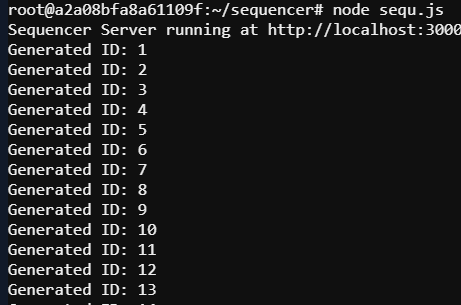 root@a2a08bfa8a61109f:~/sequencer# node sequ.js
Sequencer Server running at http://localhost:3000
Generated ID: 1
Generated ID: 2
Generated ID: 3
Generated ID: 4
Generated ID: 5
Generated ID: 6
Generated ID: 7
Generated ID: 8
Generated ID: 9
Generated ID: 10
Generated ID: 11
Generated ID: 12
Generated ID: 13